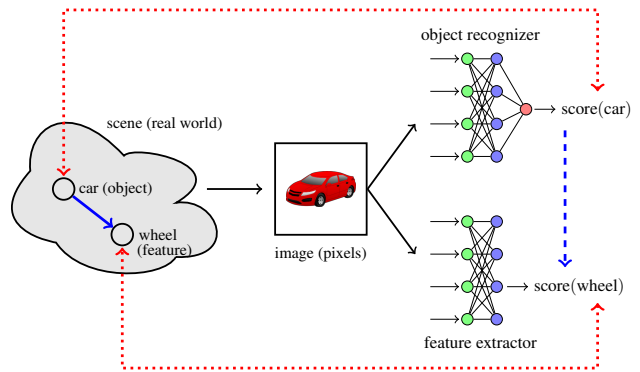 object recognizer
scene (real world)
score(car)
car (object)
wheel
(feature)
image (pixels)
score(wheel)
feature extractor